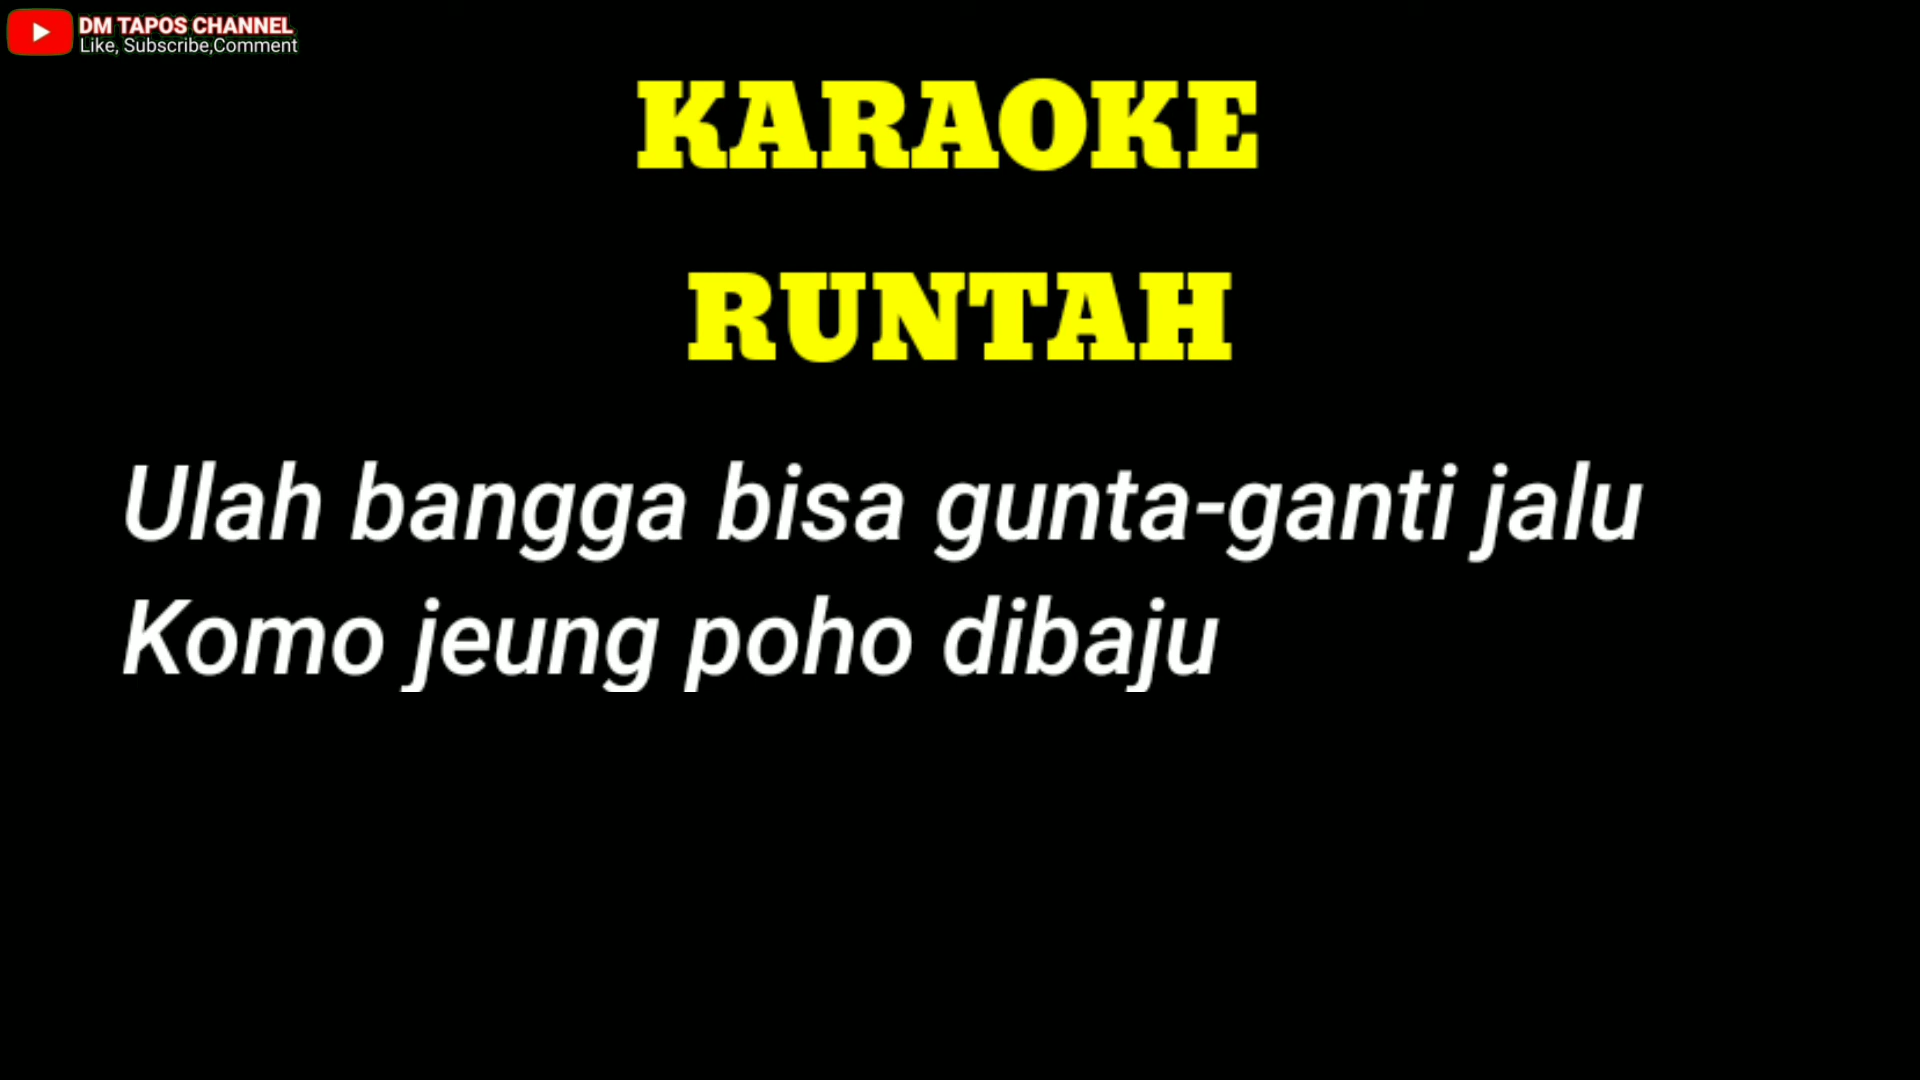 DM TAPOS CHANNEL
Like, Subscribe,Comment
KARAOKE
RUNTAH
Ulah bangga bisa gunta-ganti jalu
Komo jeung poho dibaju